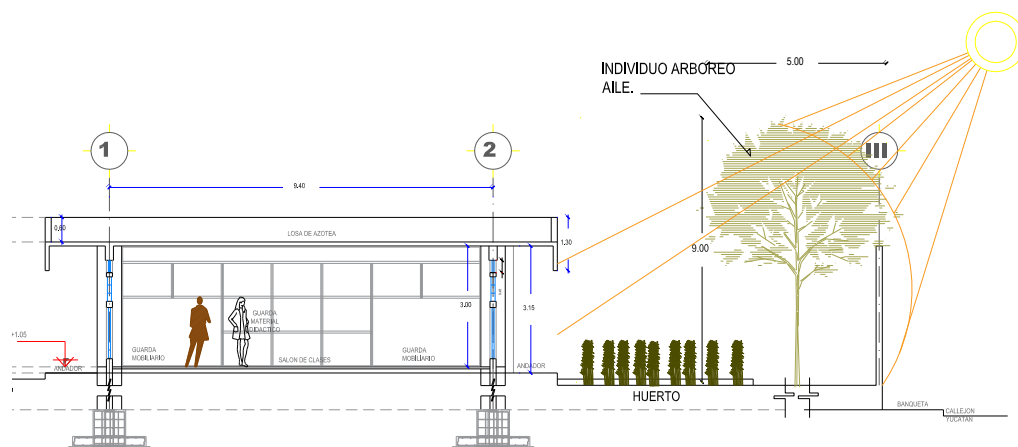 INDIVIDUO ARBOREO
AILE.
5.00
1
2
III
9.40
0.60
LOSA DE AZOTEA
1.30
9.00
3.00
3.15
GUARDA
MATERIAL
DIDACTICO
+1.05
GUARDA
MOBILIARIO
SALON DE CLASES
GUARDA
MOBILIARIO
ANDADOR
ANDADOR
HUERTO
BANQUETA
CALLEJON
YUCATAN